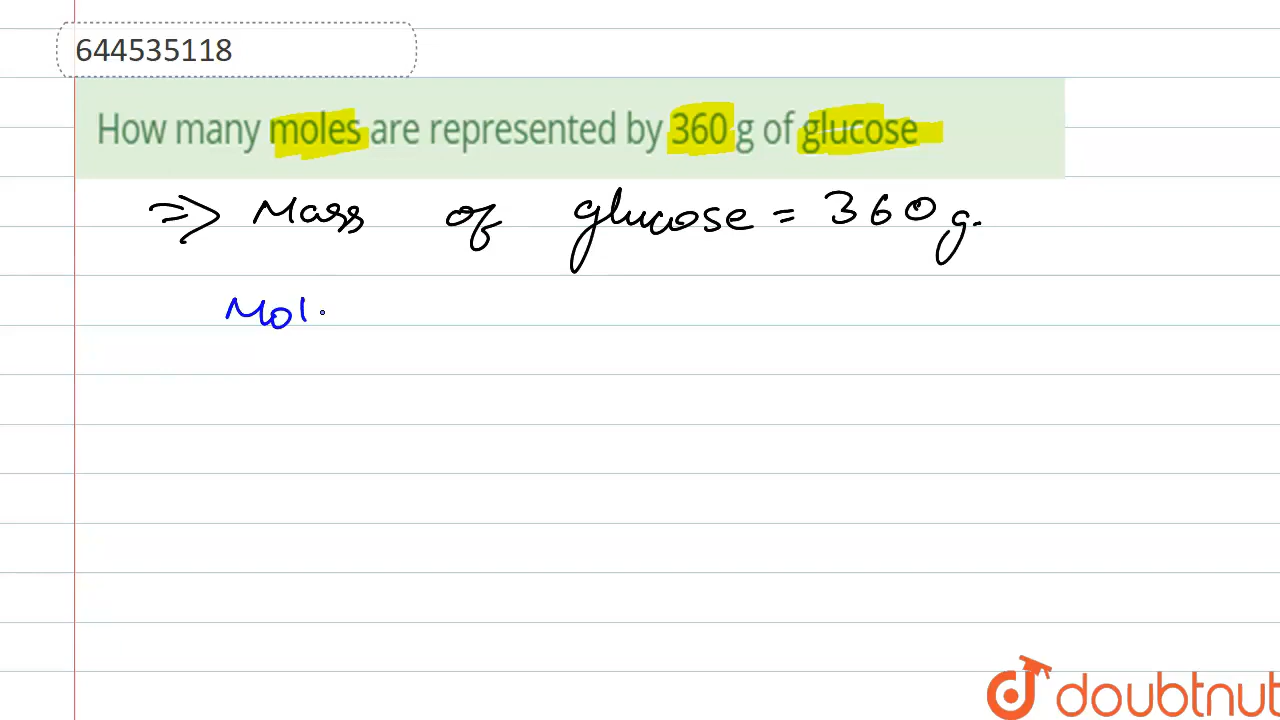 644535118
How many moles are represented by 360 g of glucose
⇒ Mass of glucose = 360 g.
Mol
doubtnut